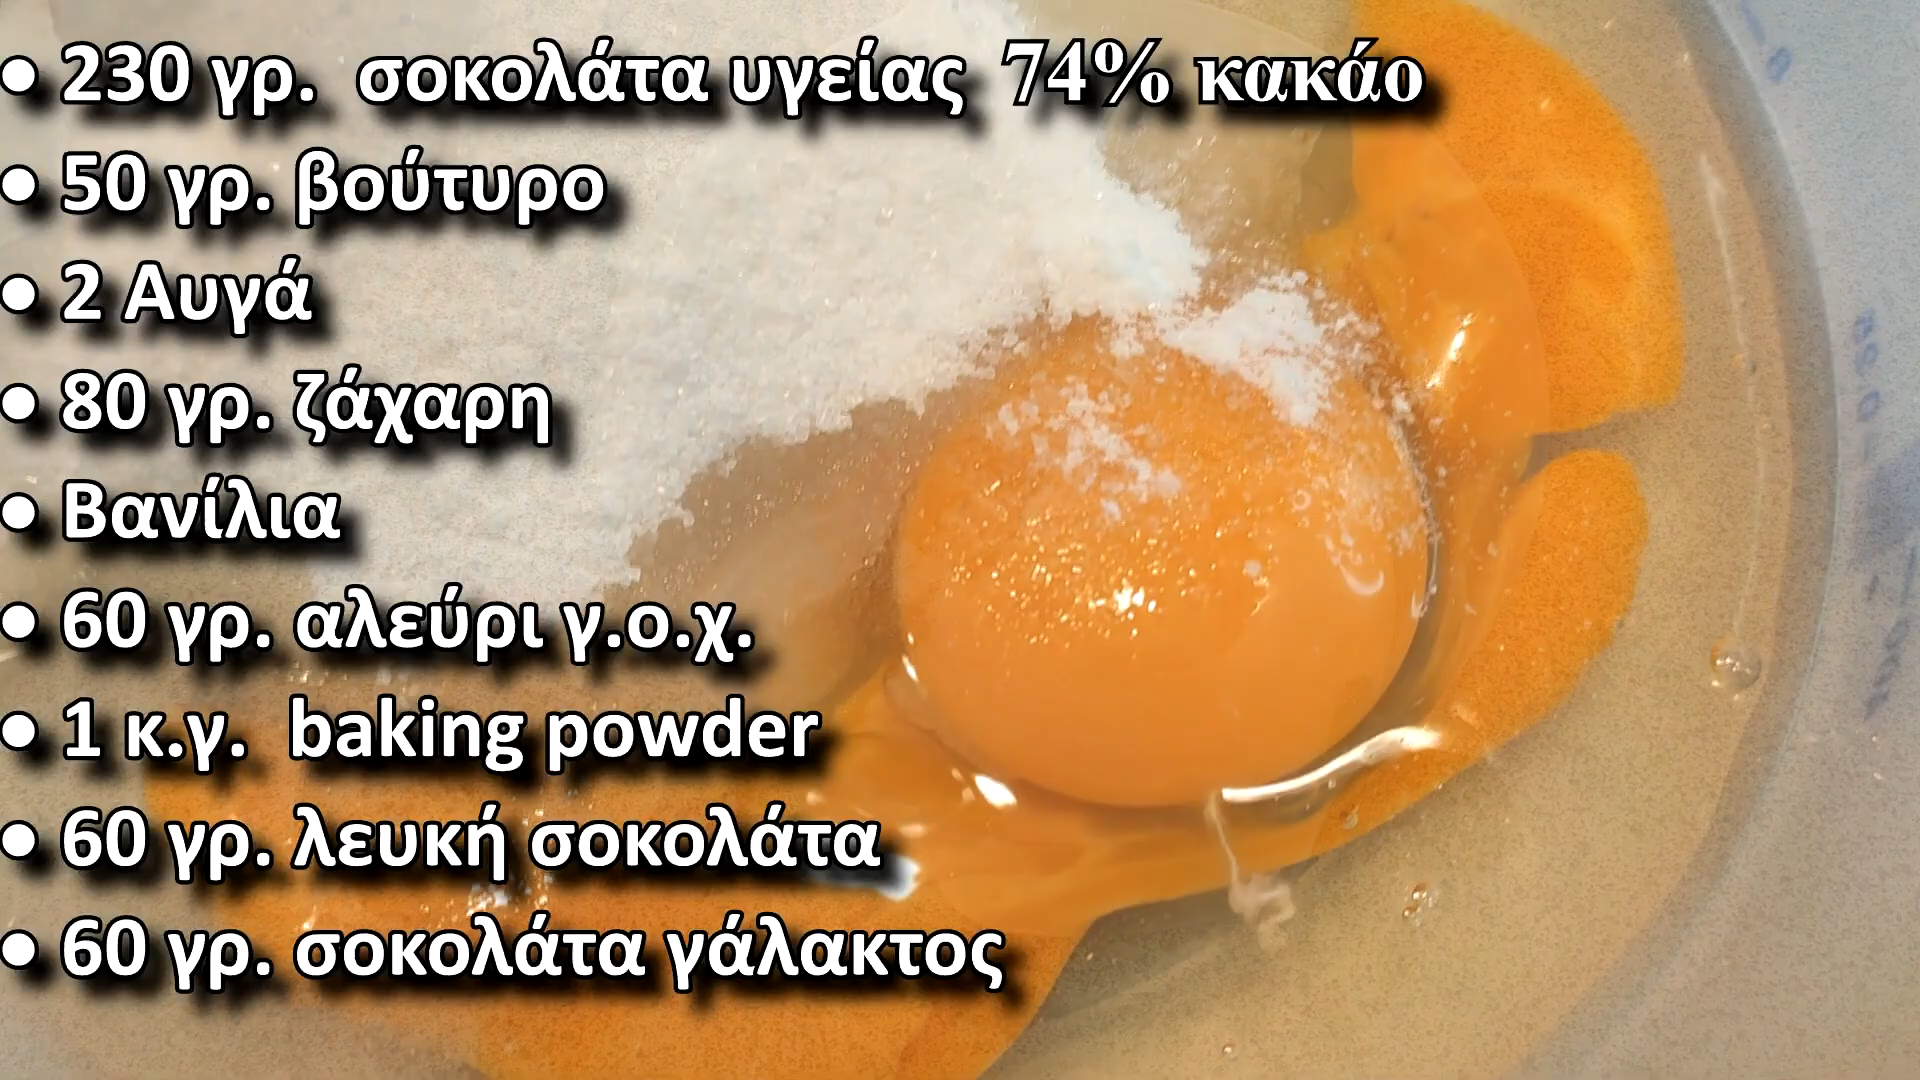 • 230 γρ. σοκολάτα υγείας 74% κακάο
• 50 γρ. βούτυρο
• 2 Αυγά
• 80 γρ. ζάχαρη
• Βανίλια
• 60 γρ. αλεύρι γ.ο.χ.
• 1 κ.γ. baking powder
• 60 γρ. λευκή σοκολάτα
• 60 γρ. σοκολάτα γάλακτος